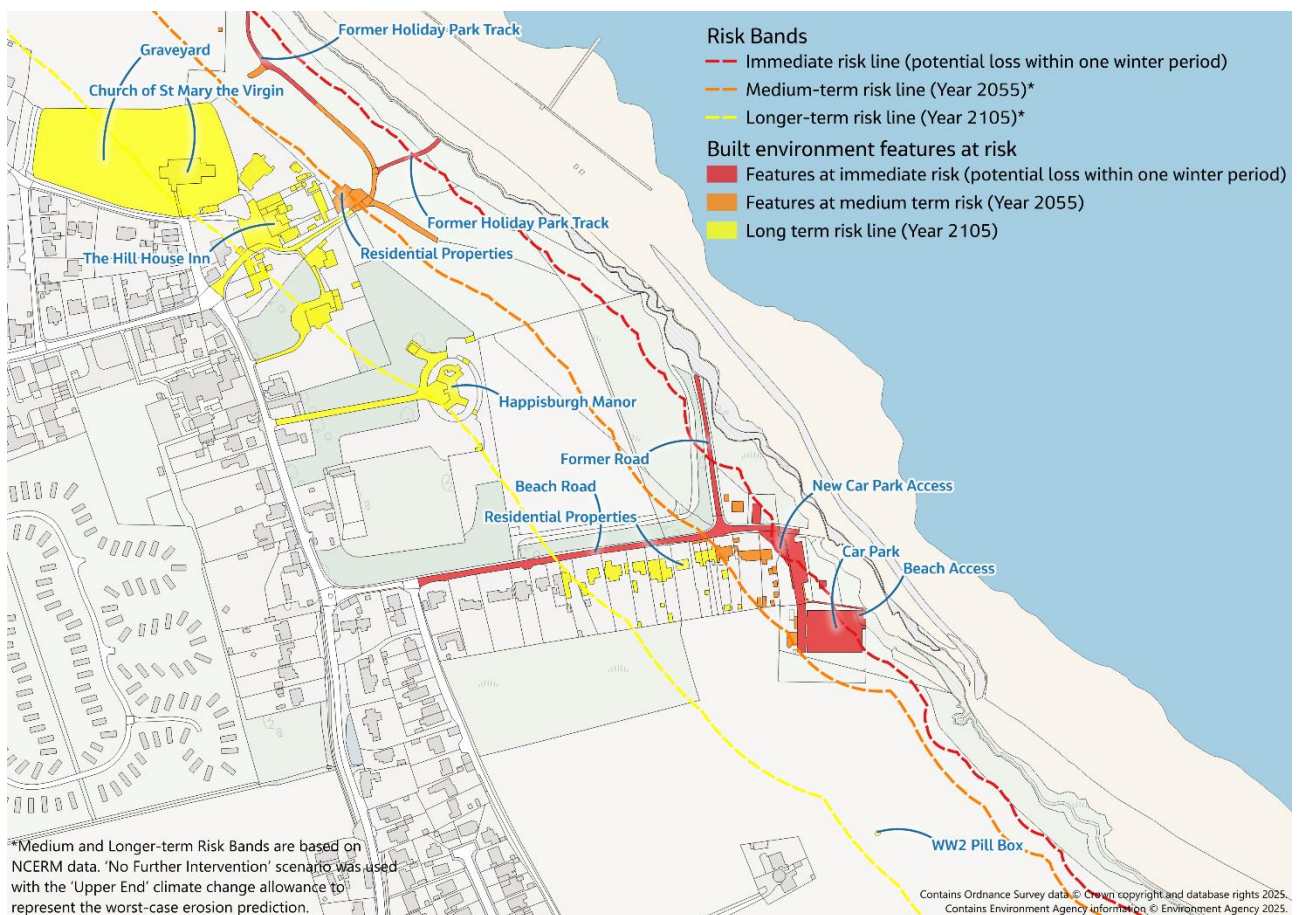 Former Holiday Park Track
Graveyard
Church of St Mary the Virgin
The Hill House Inn
Former Holiday Park Track
Residential Properties
Happisburgh Manor
Former Road
Beach Road
Residential Properties
New Car Park Access
Car Park
Beach Access
WW2 Pill Box
Risk Bands
Immediate risk line (potential loss within one winter period)
Medium-term risk line (Year 2055)*
Longer-term risk line (Year 2105)*
Built environment features at risk
Features at immediate risk (potential loss within one winter period)
Features at medium term risk (Year 2055)
Long term risk line (Year 2105)
*Medium and Longer-term Risk Bands are based on
NCERM data. ‘No Further Intervention’ scenario was used
with the ‘Upper End’ climate change allowance to
represent the worst-case erosion prediction.
Contains Ordnance Survey data © Crown copyright and database rights 2025.
Contains Environment Agency information © Environment Agency 2025.